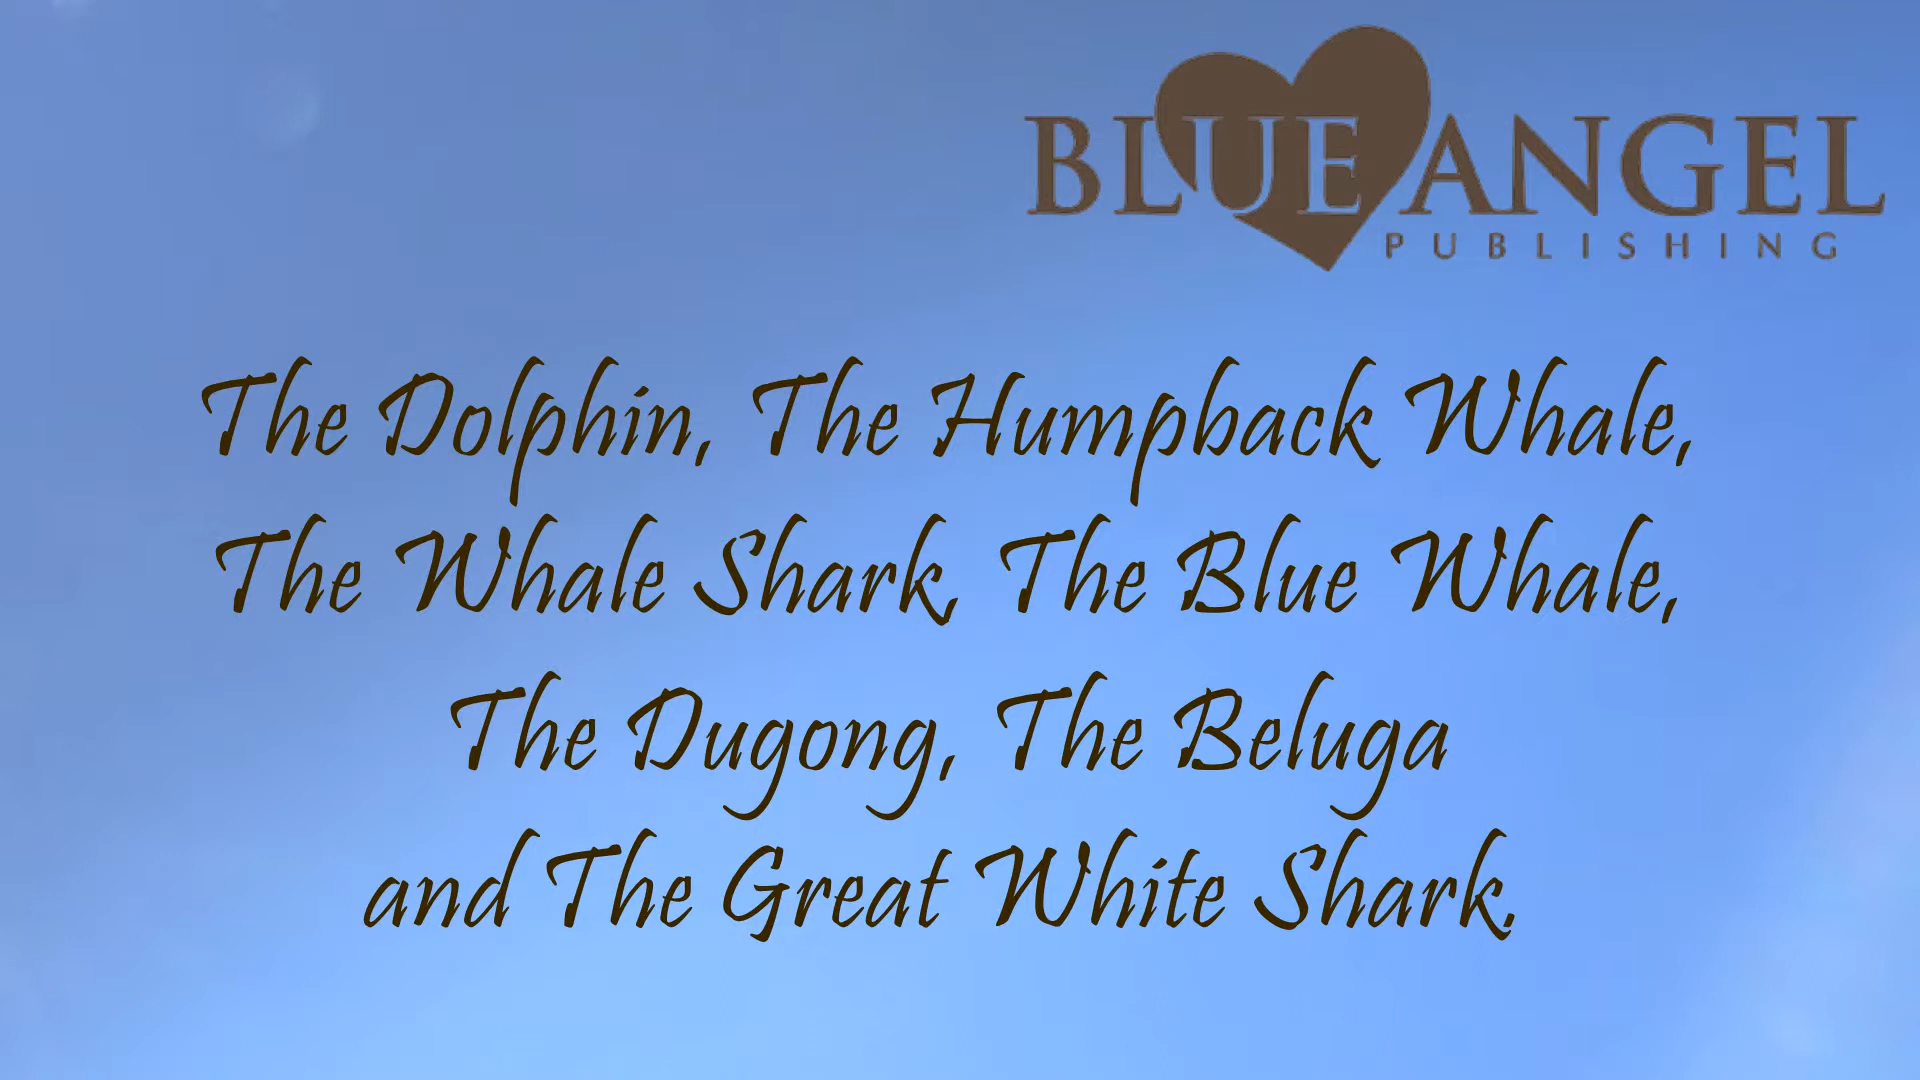 BLUE ANGEL
PUBLISHING
The Dolphin, The Humpback Whale,
The Whale Shark, The Blue Whale,
The Dugong, The Beluga
and The Great White Shark.